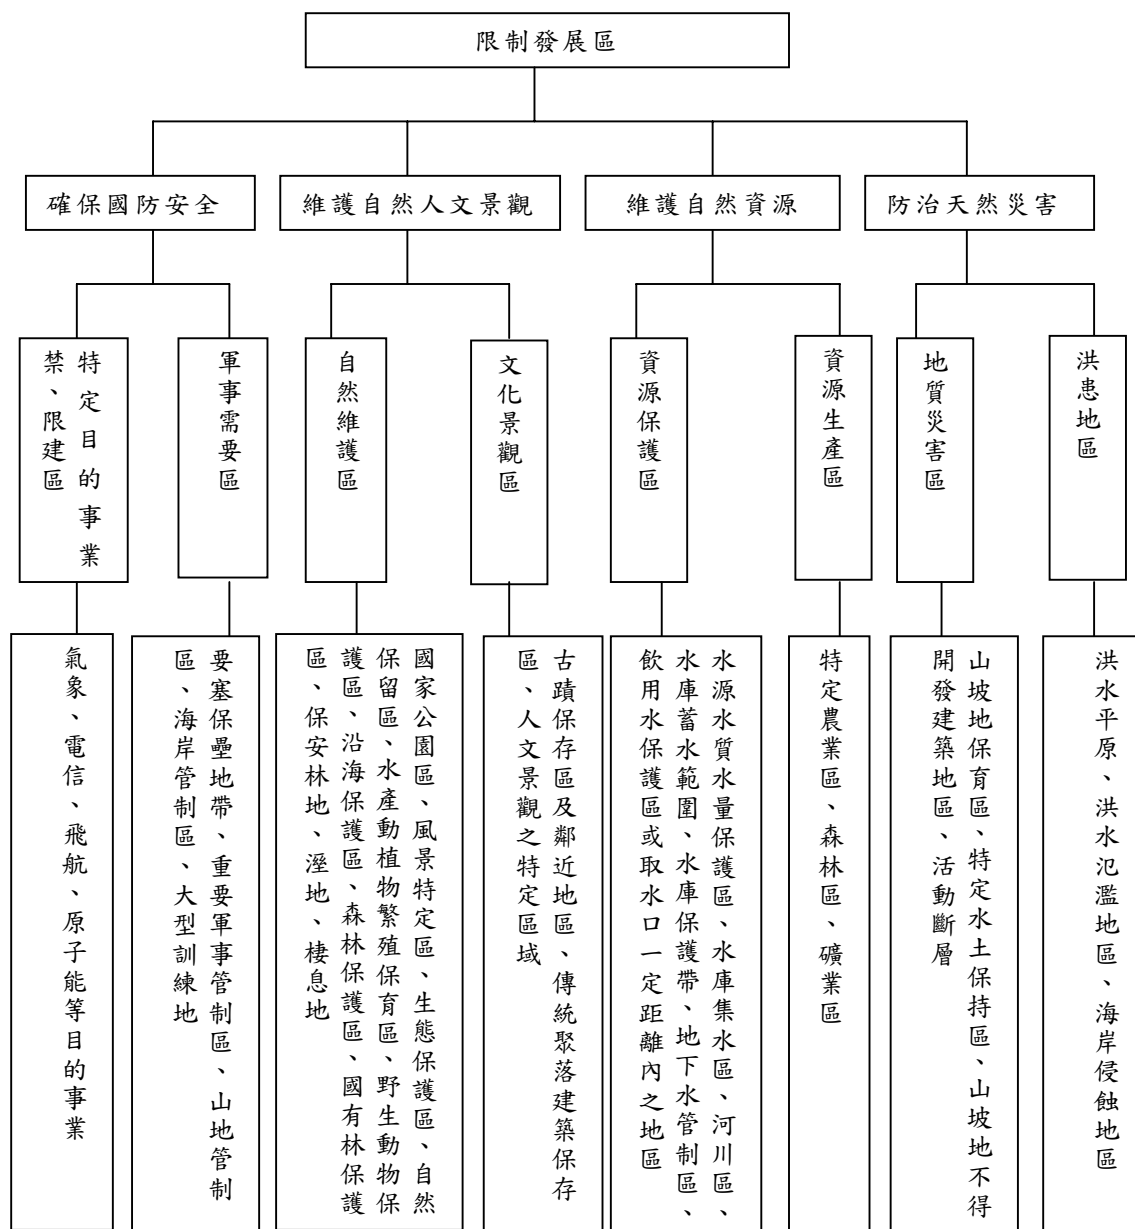 限制發展區
確保國防安全
維護自然人文景觀
維護自然資源
防治天然災害
特定目的事業
禁、限建區
軍事需要區
自然維護區
文化景觀區
資源保護區
資源生產區
地質災害區
洪患地區
氣象、電信、飛航、原子能等目的事業
要塞保壘地帶、重要軍事管制區、山地管制
區、海岸管制區、大型訓練地
國家公園區、風景特定區、生態保護區、自然
保留區、水產動植物繁殖保育區、野生動物保
護區、沿海保護區、森林保護區、國有林保護
區、保安林地、溼地、棲息地
古蹟保存區及鄰近地區、傳統聚落建築保存
區、人文景觀之特定區域
水源水質水量保護區、水庫集水區、河川區、
水庫蓄水範圍、水庫保護帶、地下水管制區、
飲用水保護區或取水口一定距離內之地區
特定農業區、森林區、礦業區
山坡地保育區、特定水土保持區、山坡地不得
開發建築地區、活動斷層
洪水平原、洪水氾濫地區、海岸侵蝕地區